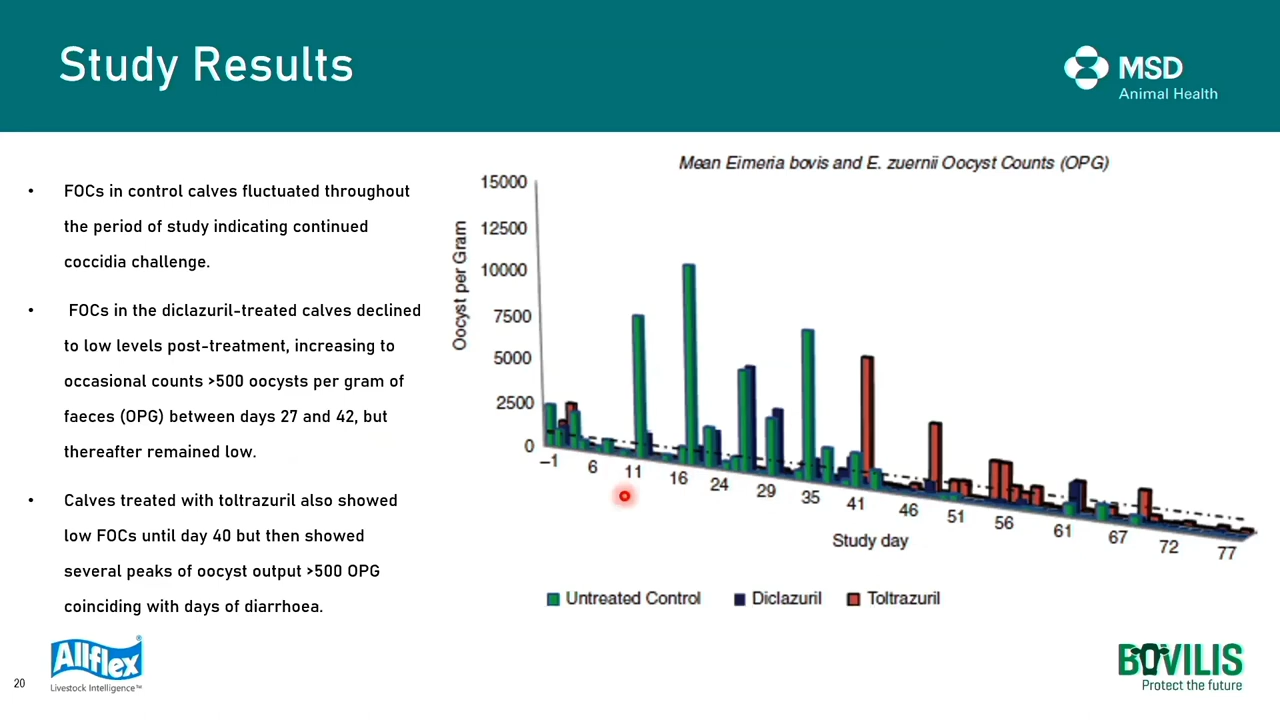 Study Results
MSD
Animal Health
• FOCs in control calves fluctuated throughout
the period of study indicating continued
coccidia challenge.
• FOCs in the diclazuril-treated calves declined
to low levels post-treatment, increasing to
occasional counts >500 oocysts per gram of
faeces (OPG) between days 27 and 42, but
thereafter remained low.
• Calves treated with toltrazuril also showed
low FOCs until day 40 but then showed
several peaks of oocyst output >500 OPG
coinciding with days of diarrhoea.
Mean Eimeria bovis and E. zuernii Oocyst Counts (OPG)
Oocyst per Gram
15000
12500
10000
7500
5000
2500
0
–1 6 11 16 24 29 35 41 46 51 56 61 67 72 77
Study day
Untreated Control Diclazuril Toltrazuril
20
Allflex®
Livestock Intelligence™
BOVILIS
Protect the future